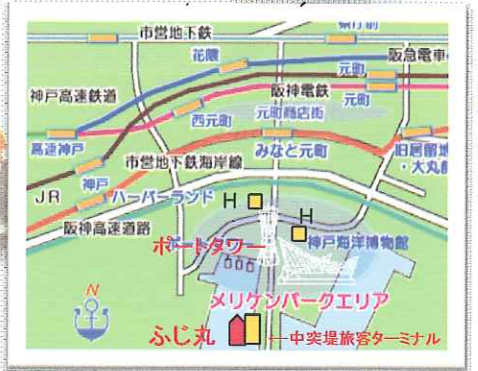 市営地下鉄
県庁前
花隈
阪急電車
元町
神戸高速鉄道
阪神電鉄
元町
西元町
元町商店街
高速神戸
みなと元町
旧居留地
・大丸前
市営地下鉄海岸線
神戸
JR
ハーバーランド
H
阪神高速道路
H
ポートタワー
神戸海洋博物館
メリケンパークエリア
N
ふじ丸
←中突堤旅客ターミナル